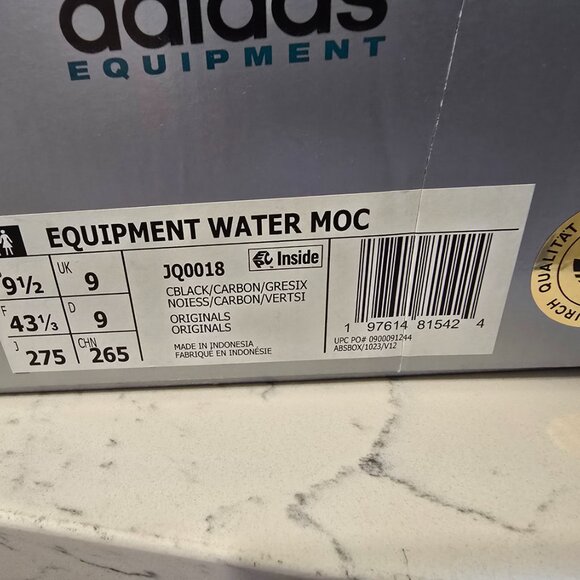 adidas
EQUIPMENT
EQUIPMENT WATER MOC
9½ UK 9
F 43⅓ D 9
J 275 CHN 265
JQ0018
Inside
CBLACK/CARBON/GRESIX
NOIESS/CARBON/VERTSI
ORIGINALS
ORIGINALS
MADE IN INDONESIA
FABRIQUÉ EN INDONÉSIE
1 97614 81542 4
UPC PO# 0900091244
ABSBOX/1023/V12
QUALITÄT